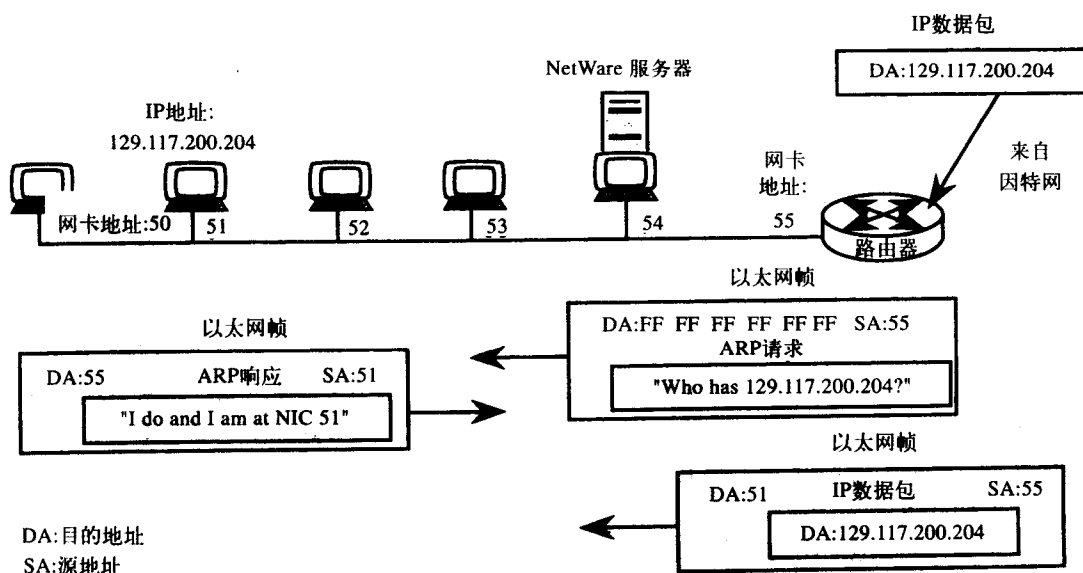 IP数据包
DA:129.117.200.204
NetWare 服务器
IP地址:
129.117.200.204
来自
因特网
网卡
地址:
网卡地址:50
51
52
53
54
55
路由器
以太网帧
DA:FF FF FF FF FF FF SA:55
ARP请求
"Who has 129.117.200.204?"
以太网帧
DA:55 ARP响应 SA:51
"I do and I am at NIC 51"
以太网帧
DA:51 IP数据包 SA:55
DA:129.117.200.204
DA:目的地址
SA:源地址